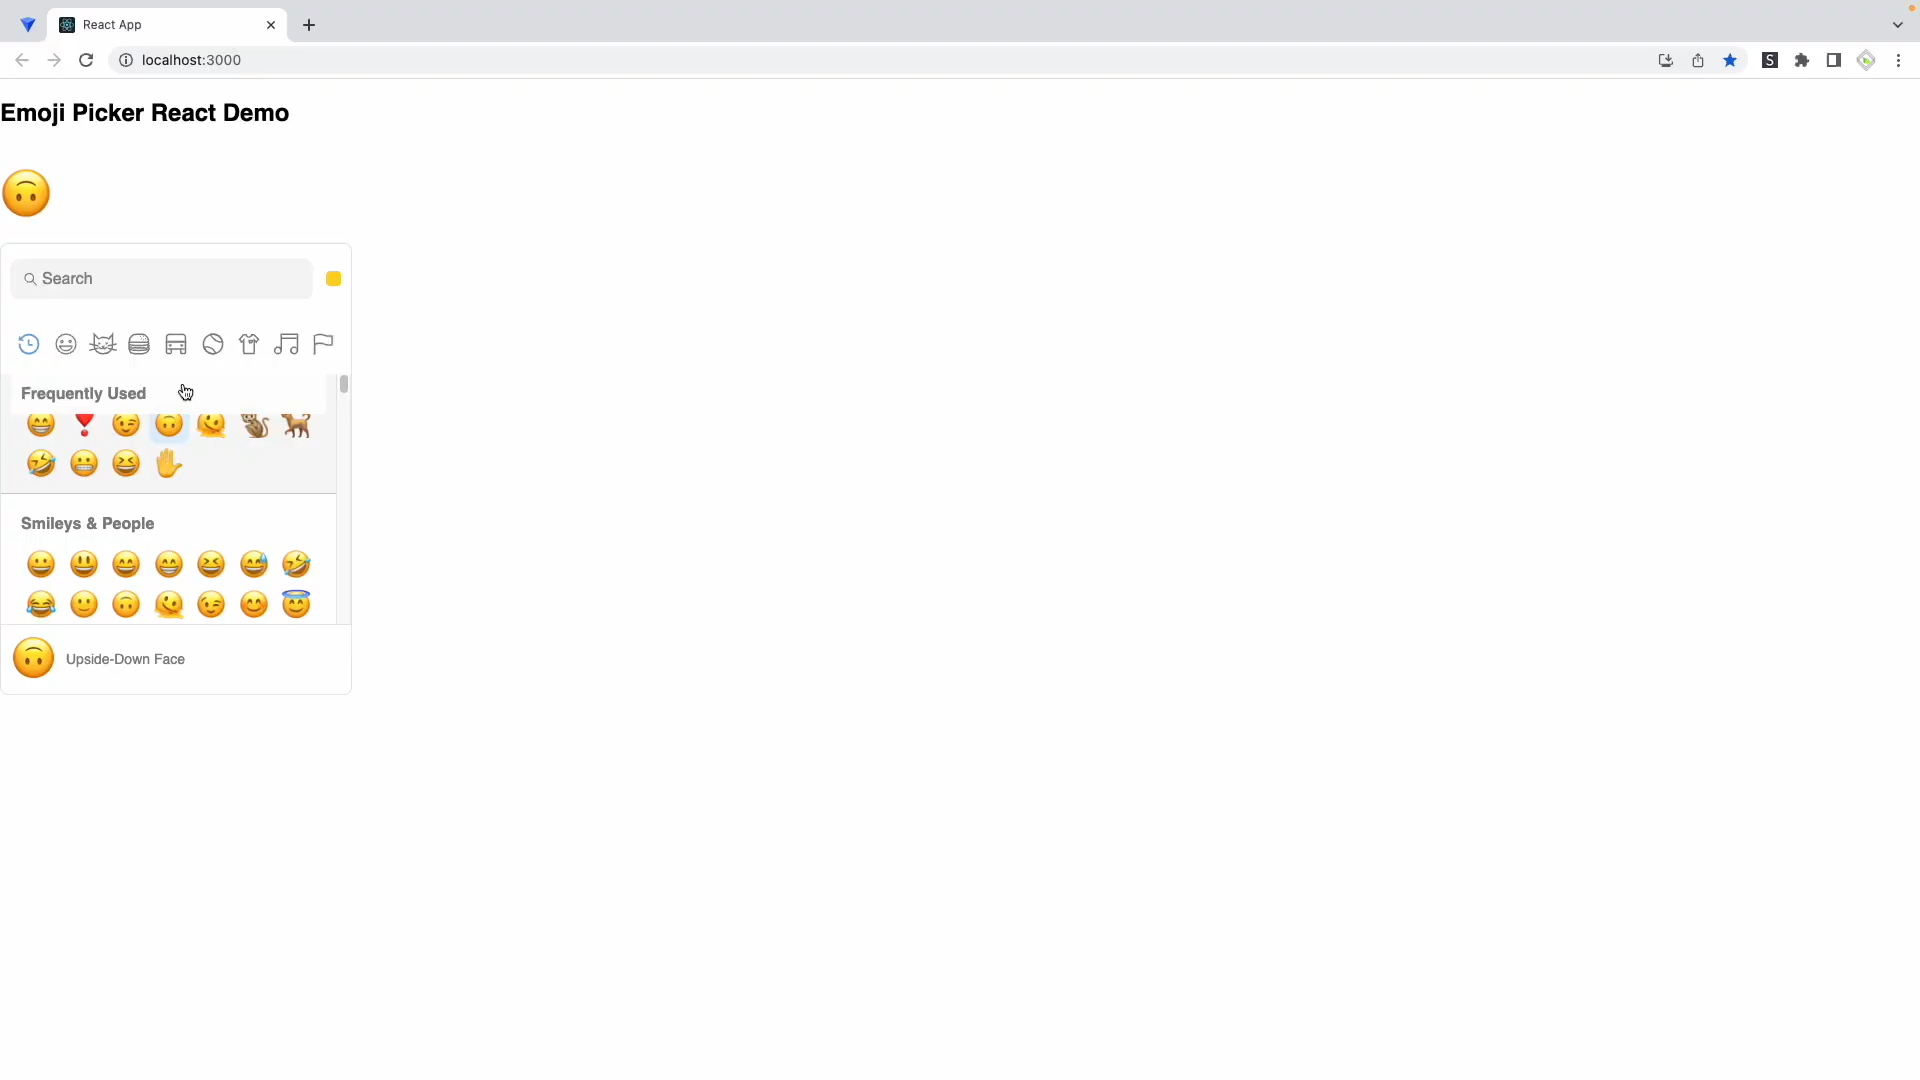 React App
localhost:3000
S
Emoji Picker React Demo
Search
Frequently Used
Smileys & People
Upside-Down Face